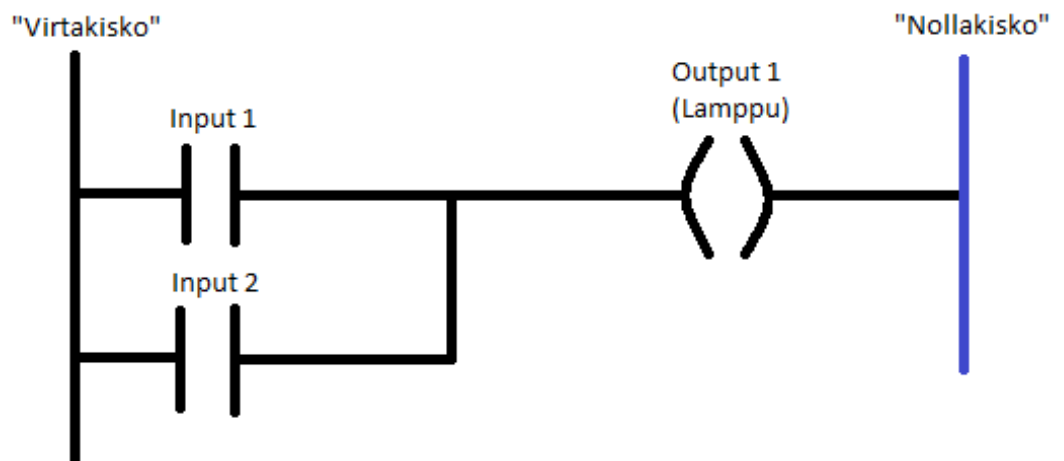 "Virtakisko"
"Nollakisko"
Output 1
(Lamppu)
Input 1
Input 2